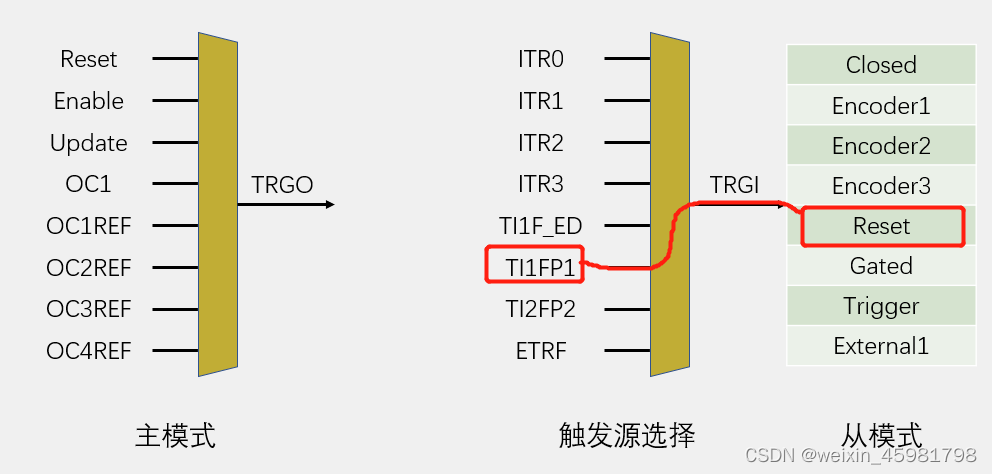 Reset
Enable
Update
OC1
OC1REF
OC2REF
OC3REF
OC4REF
TRGO
主模式
ITR0
ITR1
ITR2
ITR3
TI1F_ED
TI1FP1
TI2FP2
ETRF
TRGI
触发源选择
Closed
Encoder1
Encoder2
Encoder3
Reset
Gated
Trigger
External1
从模式
CSDN @weixin_45981798